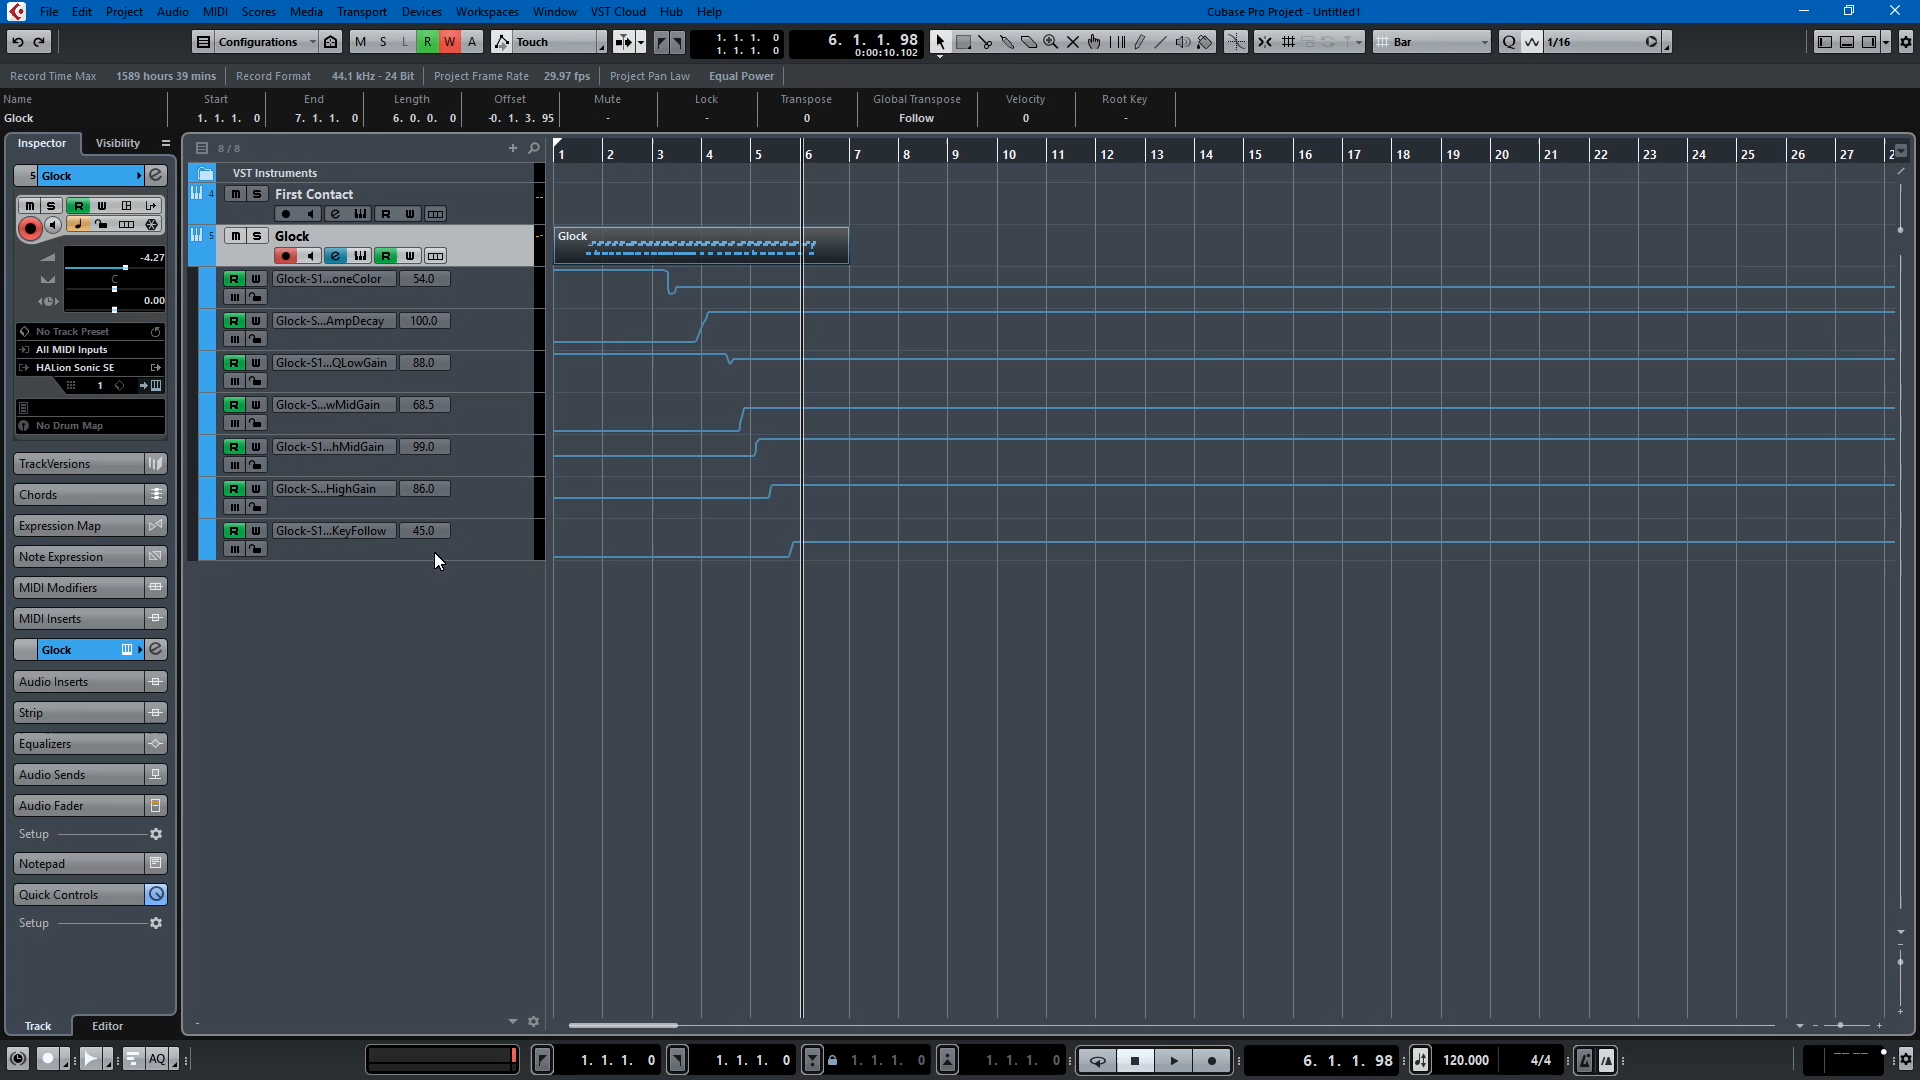 File Edit Project Audio MIDI Scores Media Transport Devices Workspaces Window VST Cloud Hub Help
Cubase Pro Project - Untitled1
Configurations M S L R W A Touch
1. 1. 1. 0
1. 1. 1. 0
6. 1. 1. 98
0:00:10.102
Bar
Q 1/16
Record Time Max 1589 hours 39 mins Record Format 44.1 kHz - 24 Bit Project Frame Rate 29.97 fps Project Pan Law Equal Power
Name Start End Length Offset Mute Lock Transpose Global Transpose Velocity Root Key
Glock 1. 1. 1. 0 7. 1. 1. 0 6. 0. 0. 0 -0. 1. 3. 95 - - 0 Follow 0 -
Inspector Visibility
8 / 8
1 2 3 4 5 6 7 8 9 10 11 12 13 14 15 16 17 18 19 20 21 22 23 24 25 26 27
5 Glock
M S R W
-4.27
C
0.00
No Track Preset
All MIDI Inputs
HALion Sonic SE
1
No Drum Map
TrackVersions
Chords
Expression Map
Note Expression
MIDI Modifiers
MIDI Inserts
Glock
Audio Inserts
Strip
Equalizers
Audio Sends
Audio Fader
Setup
Notepad
Quick Controls
Setup
Track Editor
VST Instruments
4 M S First Contact
R W
5 M S Glock
R W
Glock
R W Glock-S1...oneColor 54.0
R W Glock-S...AmpDecay 100.0
R W Glock-S1...QLowGain 88.0
R W Glock-S...wMidGain 68.5
R W Glock-S1...hMidGain 99.0
R W Glock-S...HighGain 86.0
R W Glock-S1...KeyFollow 45.0
AQ
1. 1. 1. 0
1. 1. 1. 0
1. 1. 1. 0
1. 1. 1. 0
6. 1. 1. 98
120.000
4/4